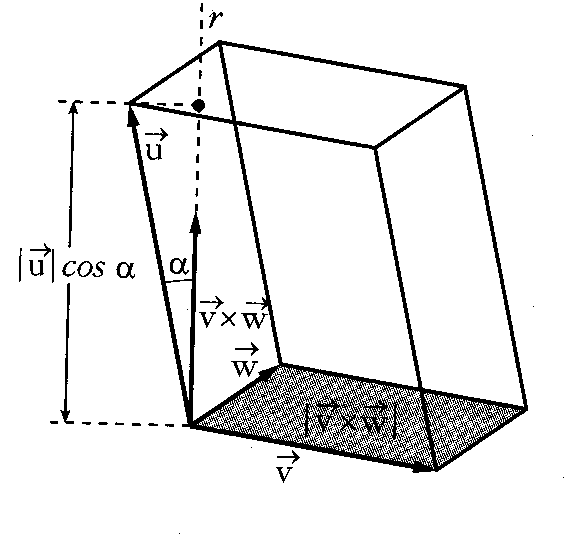 r
u⃗
|u⃗| cos α
α
v⃗×w⃗
w⃗
|v⃗×w⃗|
v⃗